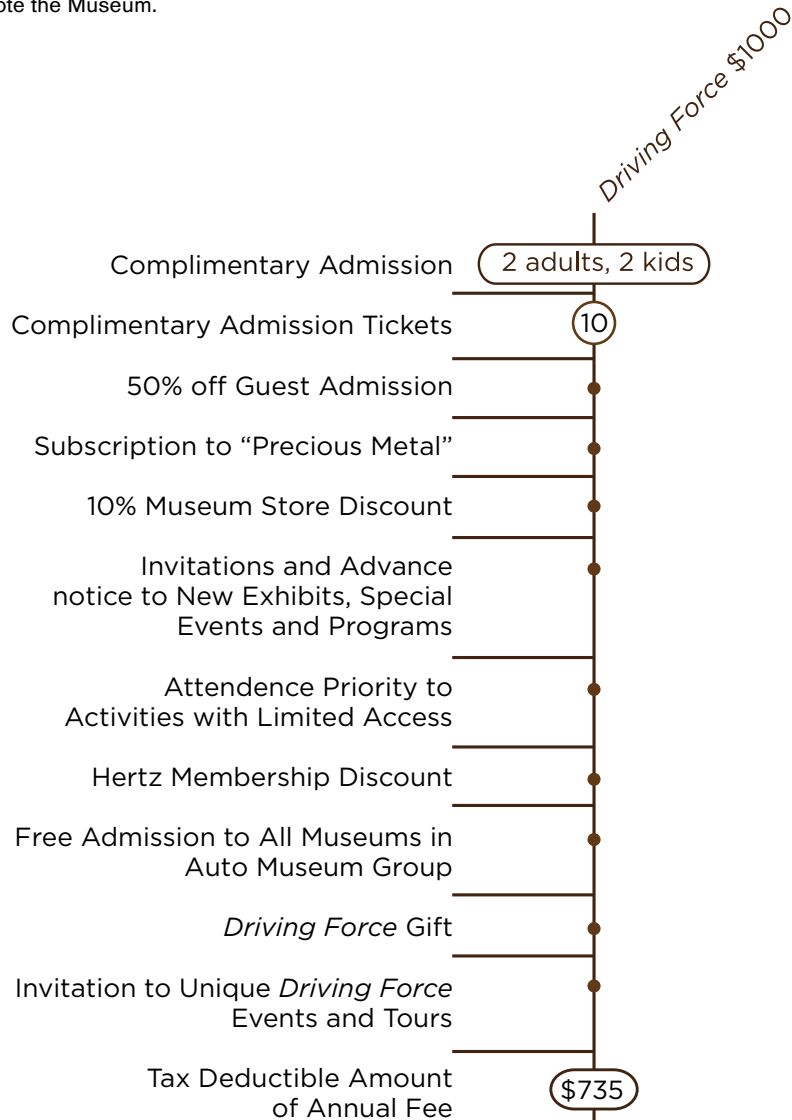 ote the Museum.
Driving Force $1000
Complimentary Admission 2 adults, 2 kids
Complimentary Admission Tickets 10
50% off Guest Admission
Subscription to “Precious Metal”
10% Museum Store Discount
Invitations and Advance
notice to New Exhibits, Special
Events and Programs
Attendence Priority to
Activities with Limited Access
Hertz Membership Discount
Free Admission to All Museums in
Auto Museum Group
Driving Force Gift
Invitation to Unique Driving Force
Events and Tours
Tax Deductible Amount
of Annual Fee
$735